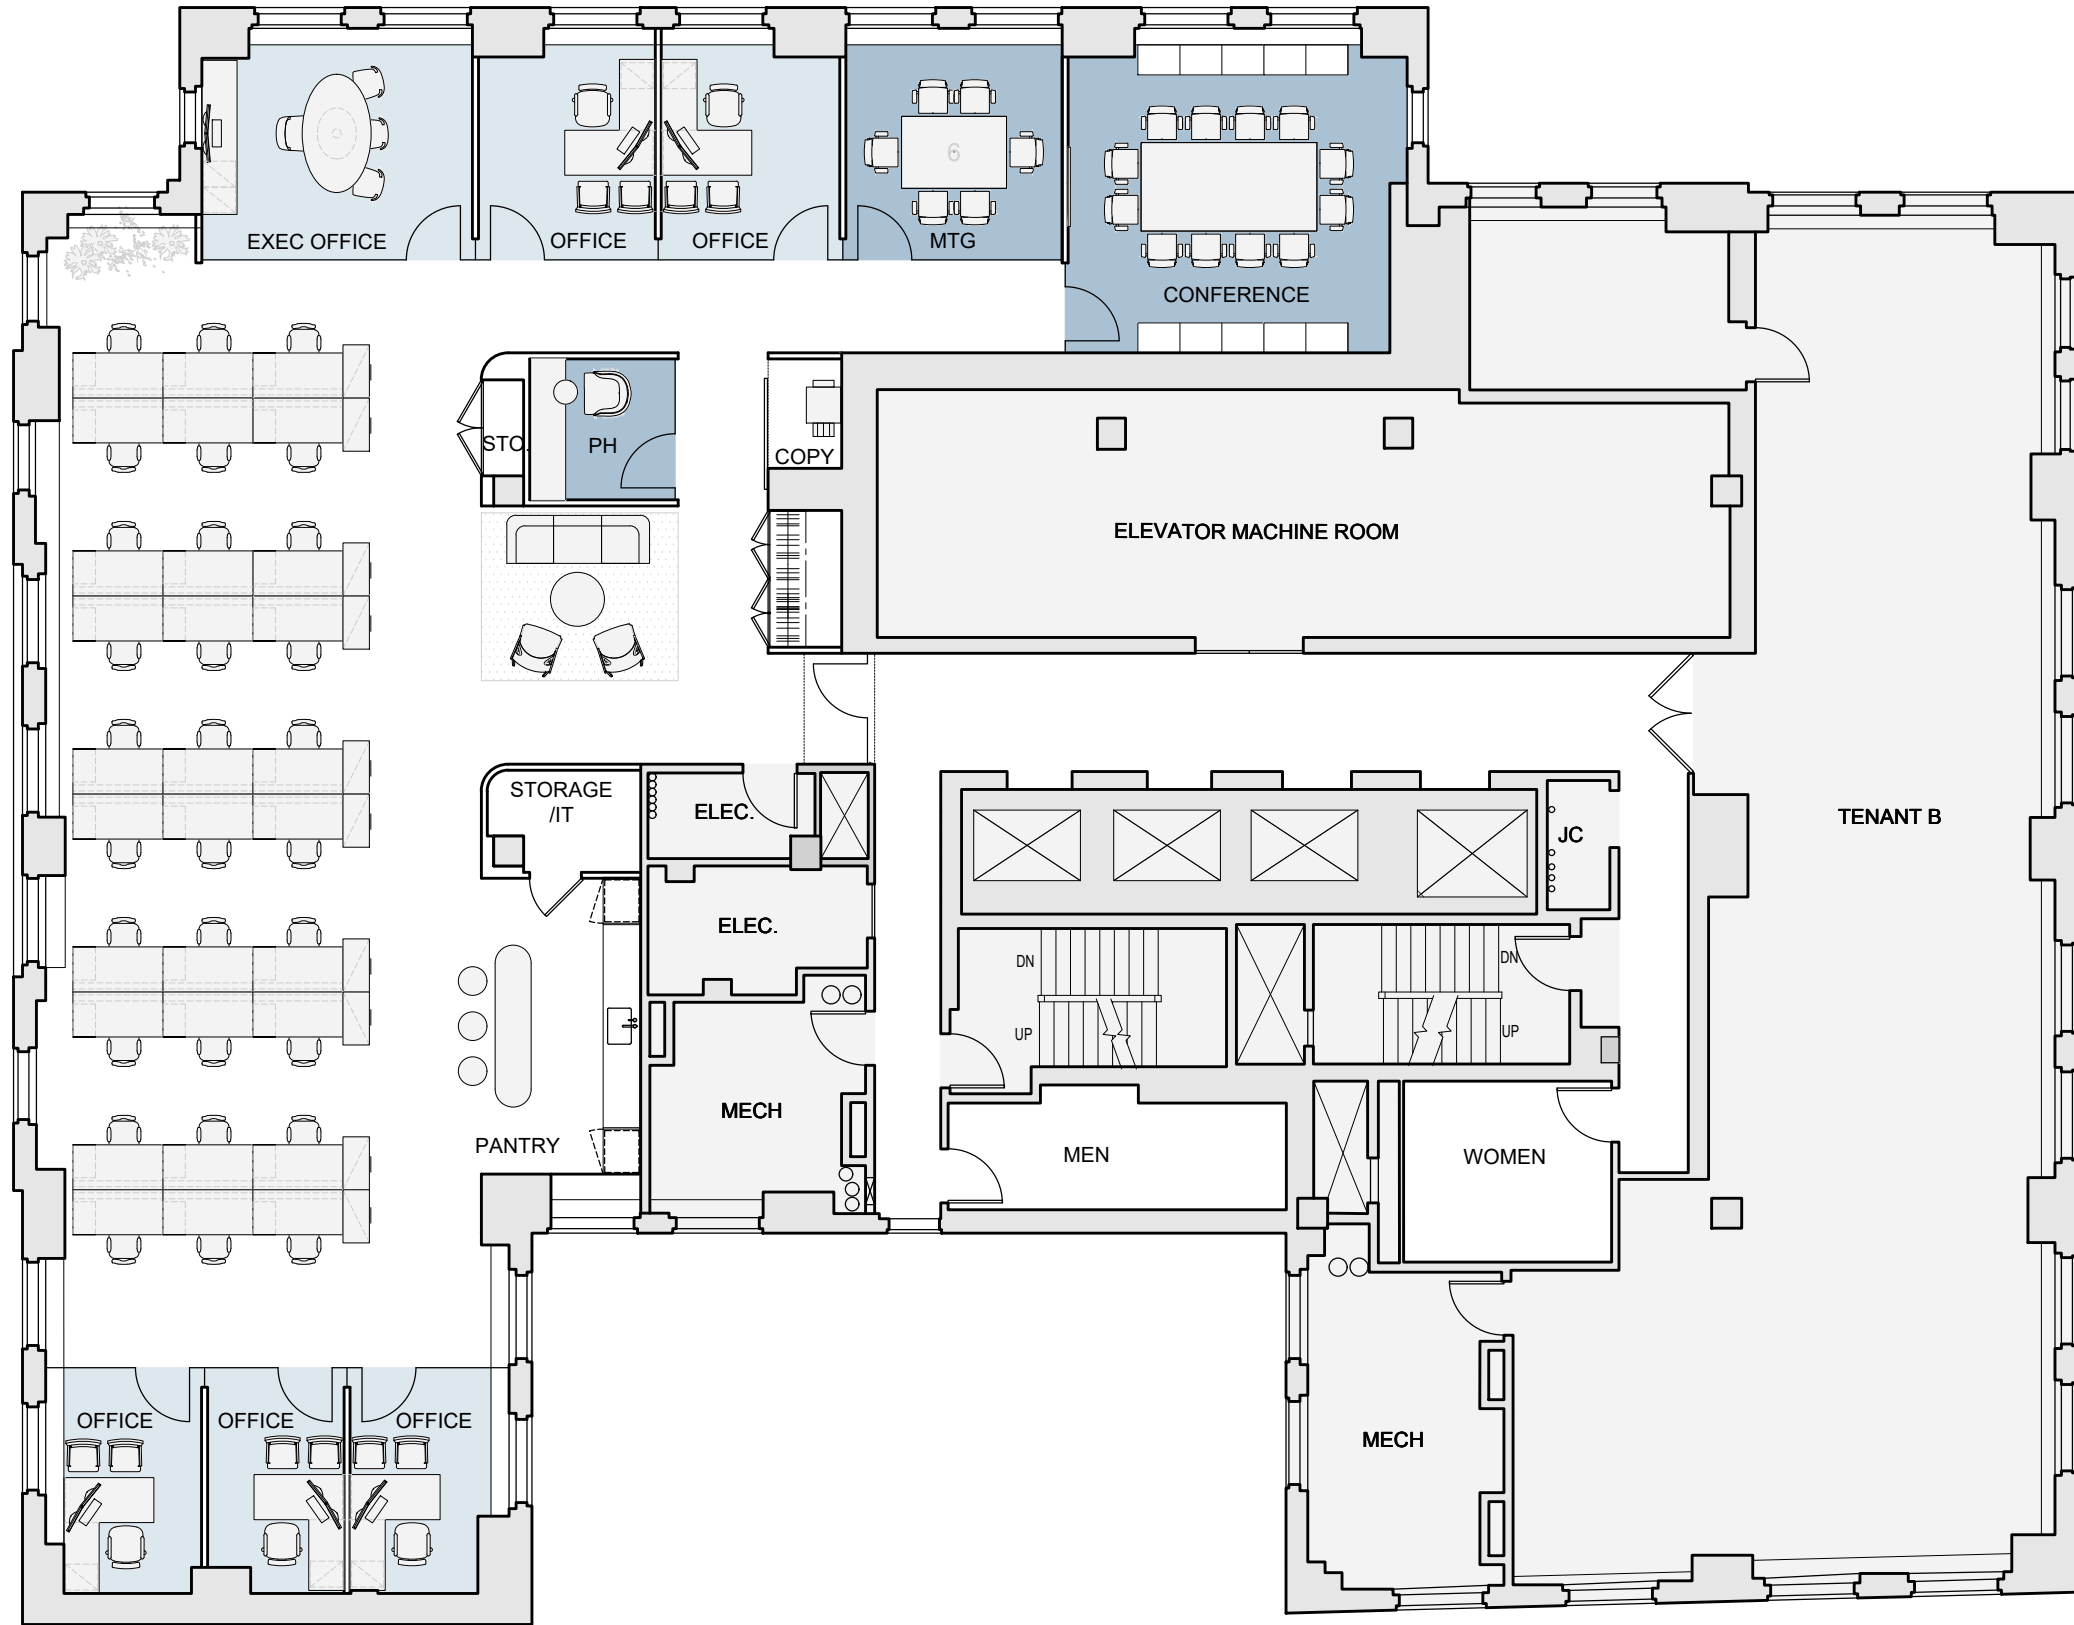 EXEC OFFICE
OFFICE
OFFICE
6
MTG
CONFERENCE
STO.
PH
COPY
ELEVATOR MACHINE ROOM
STORAGE
/IT
ELEC.
JC
TENANT B
ELEC.
DN
UP
DN
UP
PANTRY
MECH
MEN
WOMEN
OFFICE
OFFICE
OFFICE
MECH